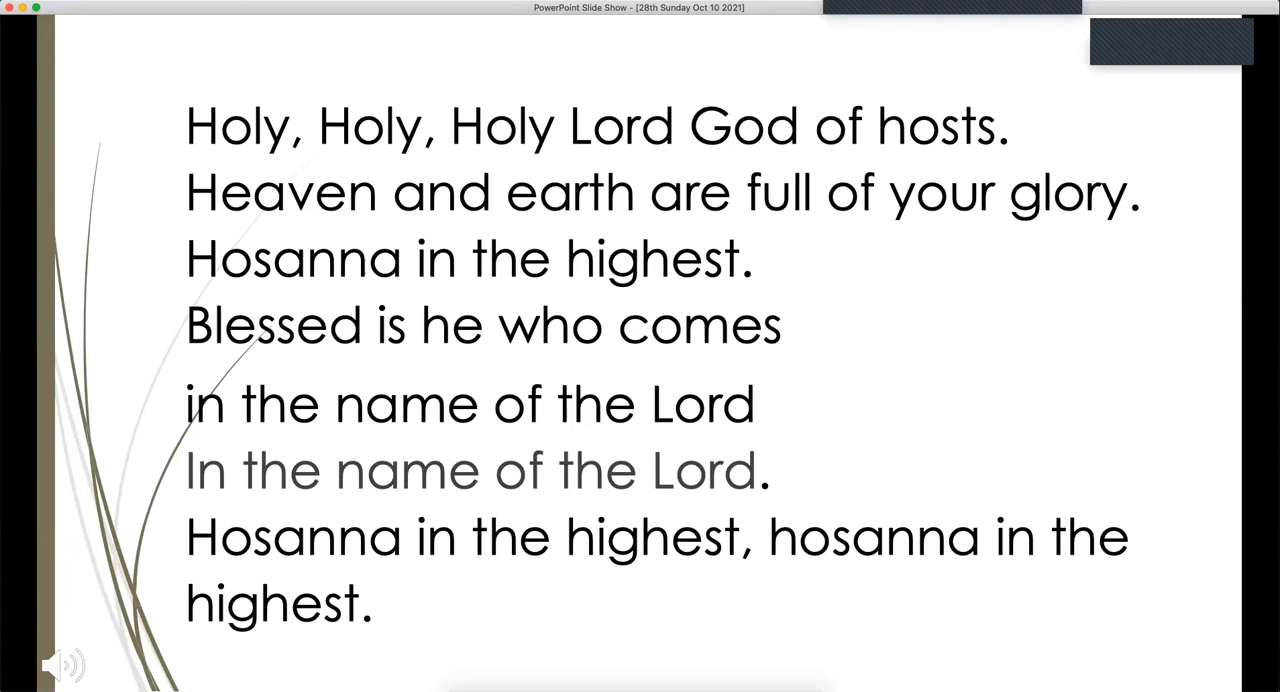 PowerPoint Slide Show - [28th Sunday Oct 10 2021]
Holy, Holy, Holy Lord God of hosts.
Heaven and earth are full of your glory.
Hosanna in the highest.
Blessed is he who comes
in the name of the Lord
In the name of the Lord.
Hosanna in the highest, hosanna in the
highest.